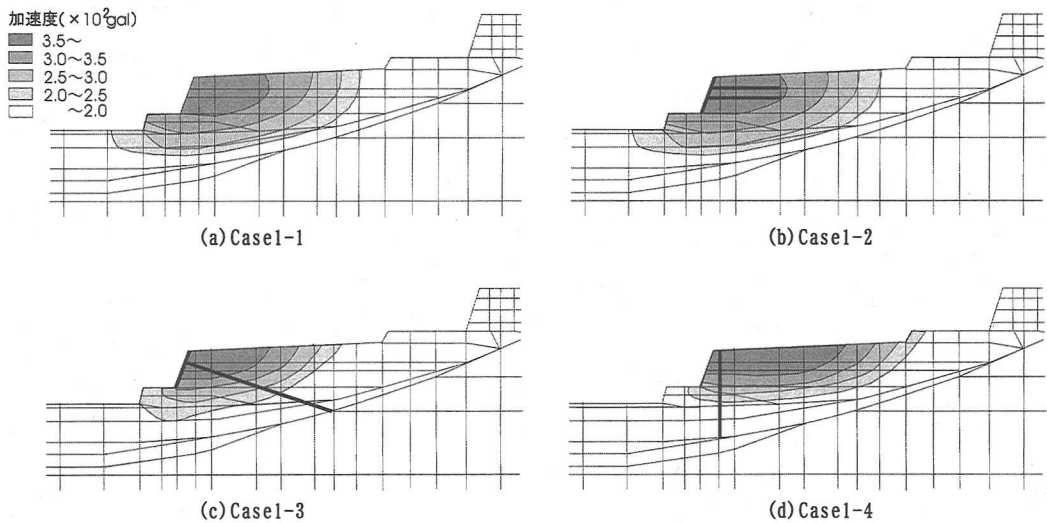 加速度(×10²gal)
3.5～
3.0～3.5
2.5～3.0
2.0～2.5
～2.0
(a)Case1-1
(b)Case1-2
(c)Case1-3
(d)Case1-4